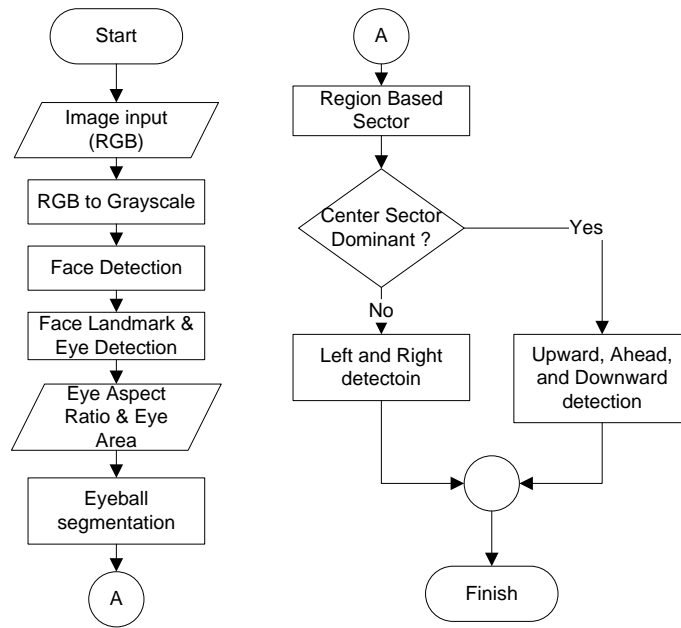 Start
Image input
(RGB)
RGB to Grayscale
Face Detection
Face Landmark &
Eye Detection
Eye Aspect
Ratio & Eye
Area
Eyeball
segmentation
A
A
Region Based
Sector
Center Sector
Dominant ?
Yes
No
Left and Right
detectoin
Upward, Ahead,
and Downward
detection
Finish